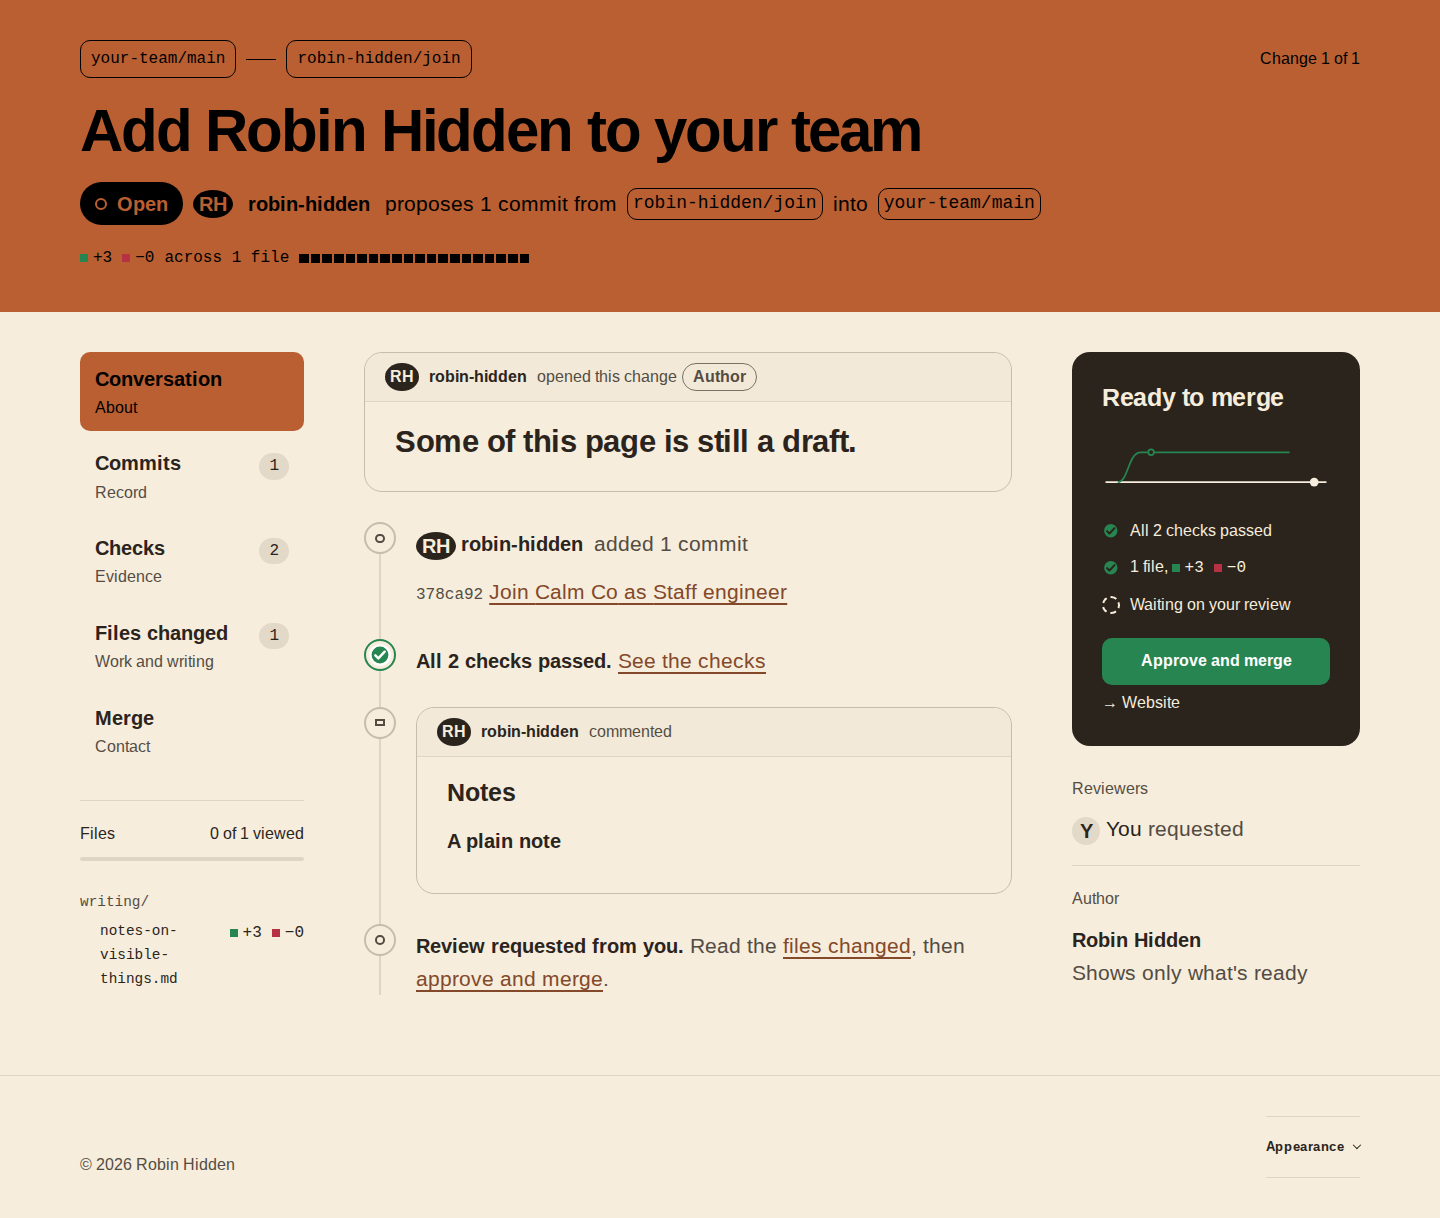 your-team/main robin-hidden/join
Change 1 of 1
Add Robin Hidden to your team
Open RH robin-hidden proposes 1 commit from robin-hidden/join into your-team/main
+3 −0 across 1 file
Conversation
About
Commits 1
Record
Checks 2
Evidence
Files changed 1
Work and writing
Merge
Contact
Files 0 of 1 viewed
writing/
notes-on- +3 −0
visible-
things.md
RH robin-hidden opened this change Author
Some of this page is still a draft.
RH robin-hidden added 1 commit
378ca92 Join Calm Co as Staff engineer
All 2 checks passed. See the checks
RH robin-hidden commented
Notes
A plain note
Review requested from you. Read the files changed, then
approve and merge.
Ready to merge
All 2 checks passed
1 file, +3 −0
Waiting on your review
Approve and merge
→ Website
Reviewers
Y You requested
Author
Robin Hidden
Shows only what's ready
© 2026 Robin Hidden
Appearance